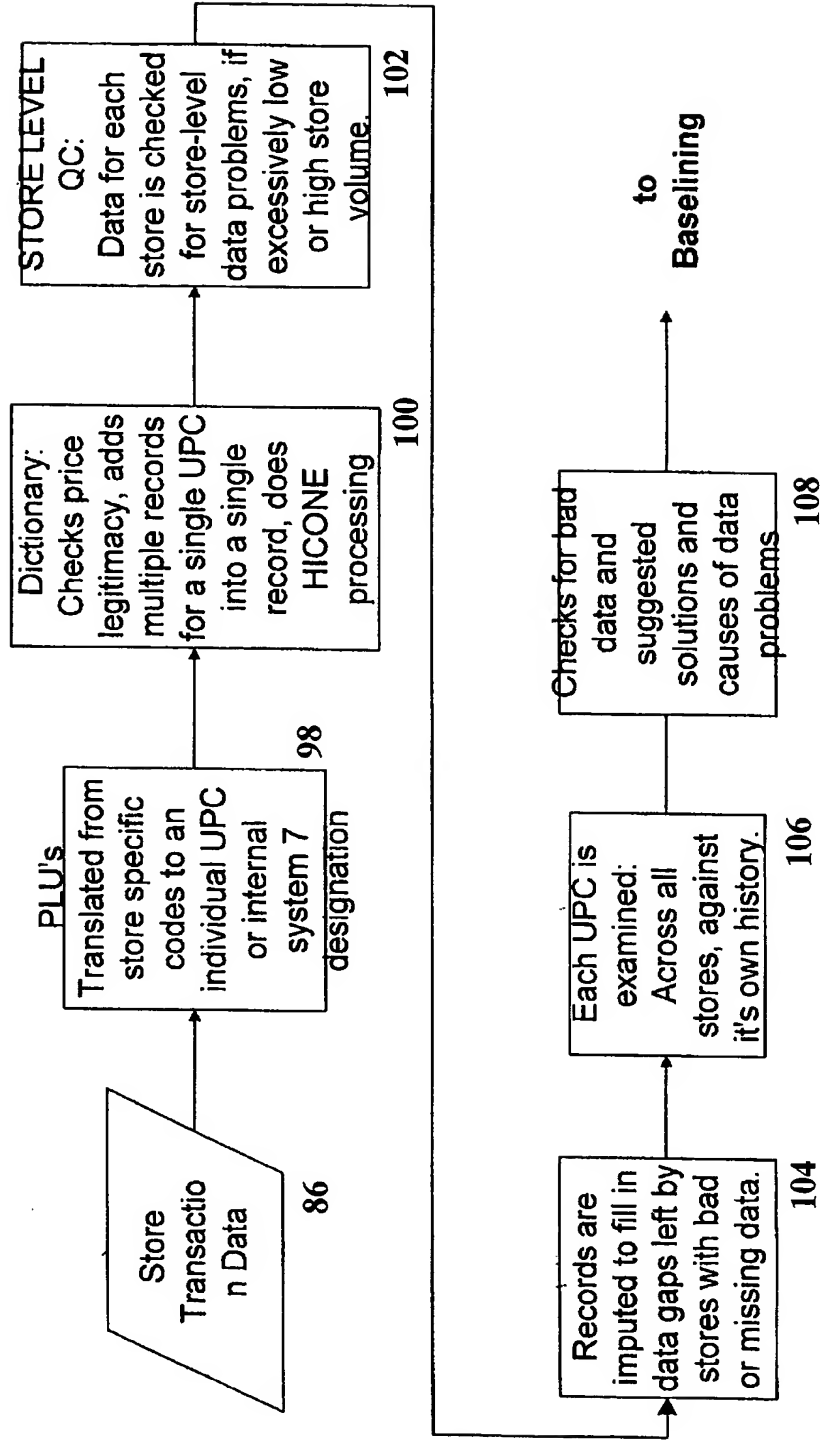 Store
Transactio
n Data
86
PLU's
Translated from
store specific
codes to an
individual UPC
or internal
system 7
designation
98
Dictionary:
Checks price
legitimacy, adds
multiple records
for a single UPC
into a single
record, does
HICONE
processing
100
STORE LEVEL
QC:
Data for each
store is checked
for store-level
data problems, if
excessively low
or high store
volume.
102
Records are
imputed to fill in
data gaps left by
stores with bad
or missing data.
104
Each UPC is
examined:
Across all
stores, against
it's own history.
106
Checks for bad
data and
suggested
solutions and
causes of data
problems
108
to
Baselining